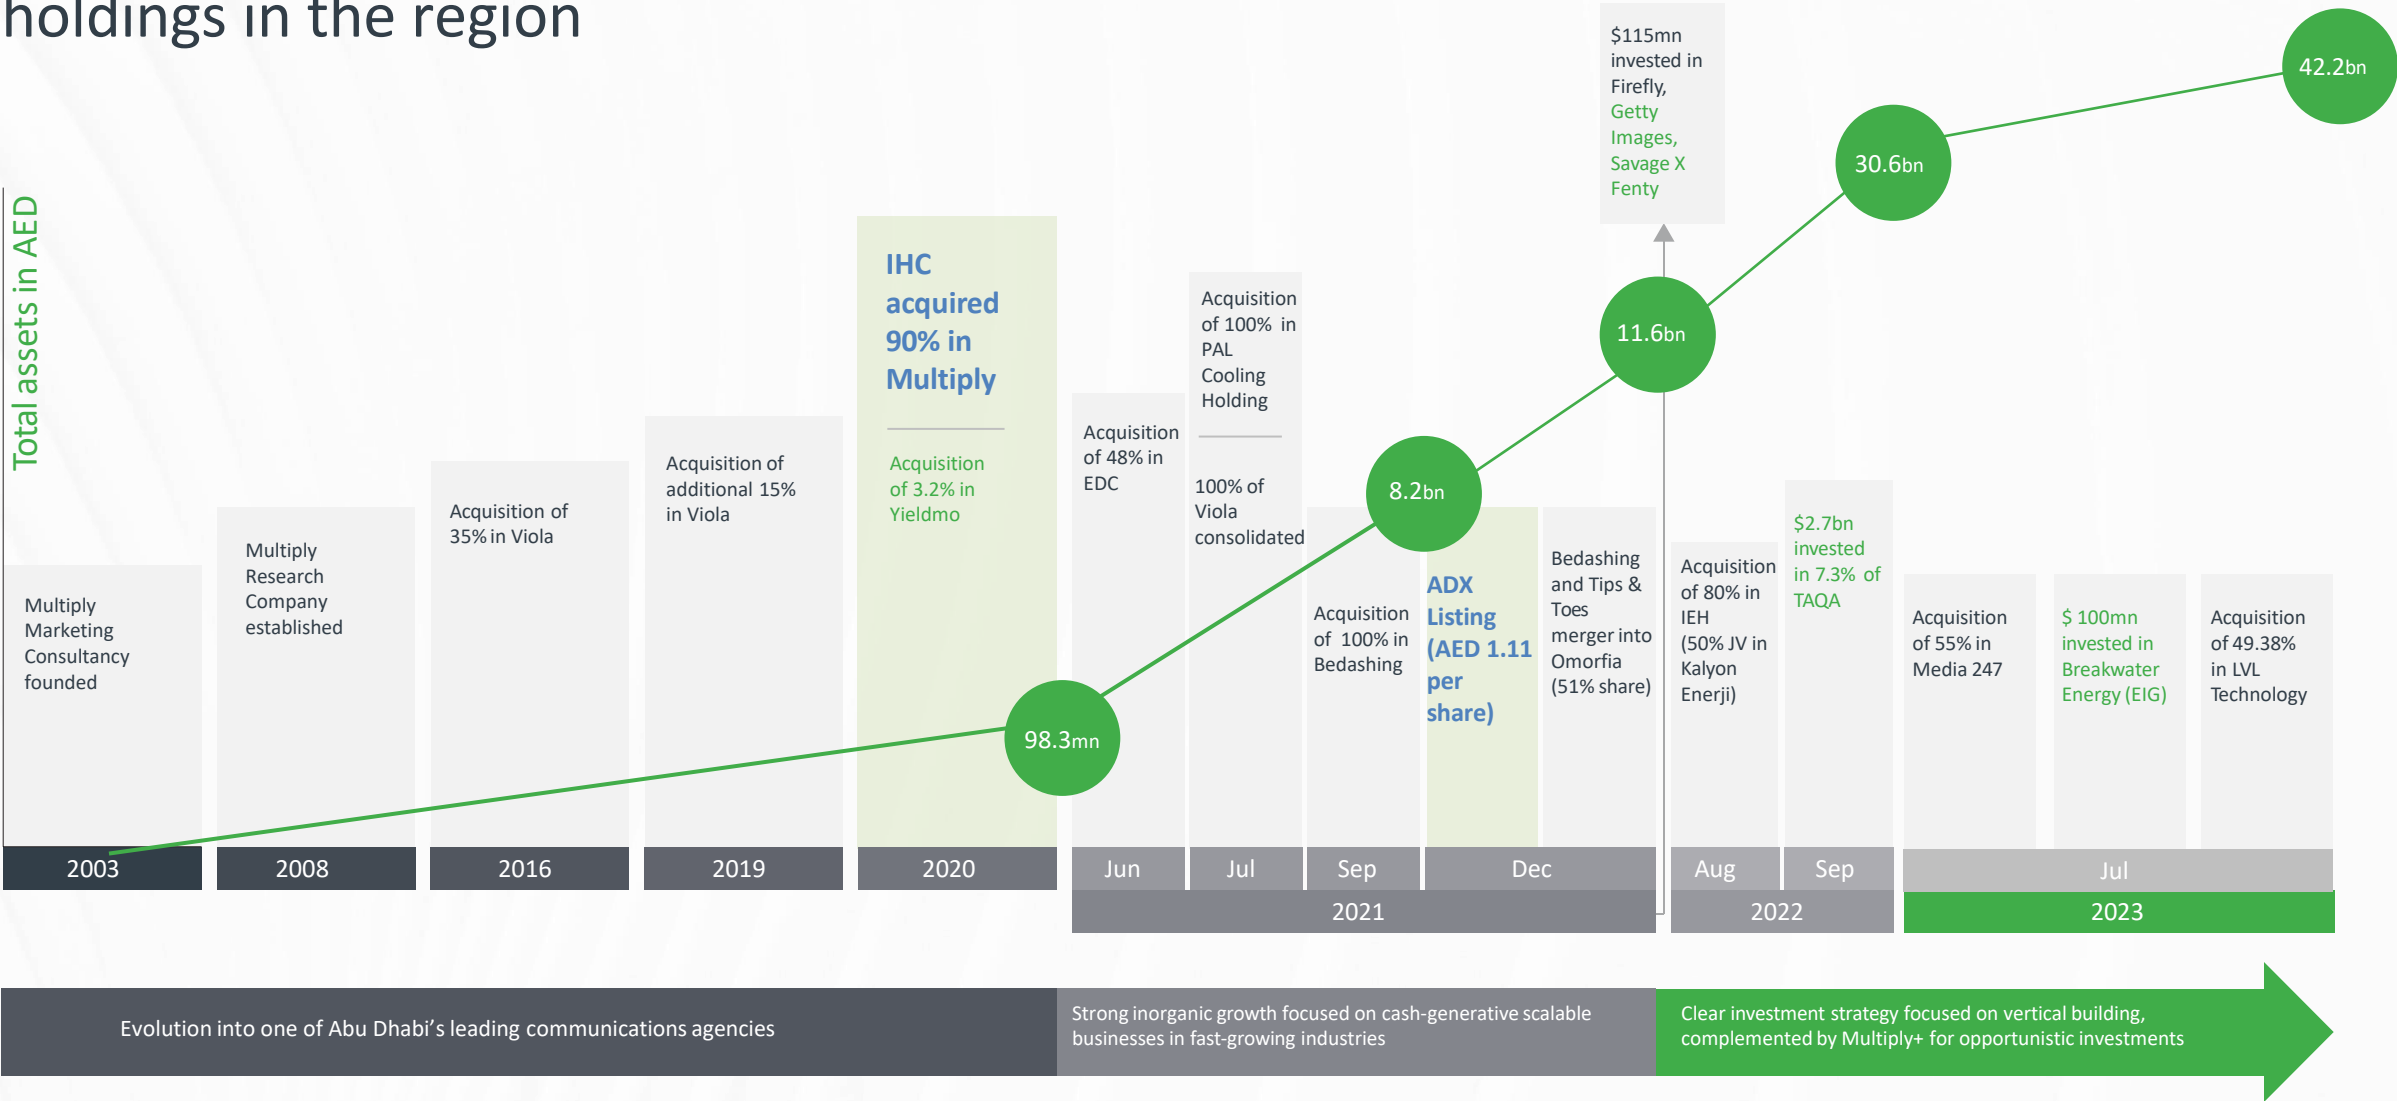 holdings in the region
Total assets in AED
Multiply
Marketing
Consultancy
founded
Multiply
Research
Company
established
Acquisition of
35% in Viola
Acquisition of
additional 15%
in Viola
IHC
acquired
90% in
Multiply
Acquisition
of 3.2% in
Yieldmo
98.3mn
Acquisition
of 48% in
EDC
Acquisition
of 100% in
PAL
Cooling
Holding
100% of
Viola
consolidated
Acquisition
of 100% in
Bedashing
8.2bn
ADX
Listing
(AED 1.11
per
share)
Bedashing
and Tips &
Toes
merger into
Omorfia
(51% share)
$115mn
invested in
Firefly,
Getty
Images,
Savage X
Fenty
11.6bn
Acquisition
of 80% in
IEH
(50% JV in
Kalyon
Enerji)
$2.7bn
invested
in 7.3% of
TAQA
30.6bn
Acquisition
of 55% in
Media 247
$ 100mn
invested in
Breakwater
Energy (EIG)
Acquisition
of 49.38%
in LVL
Technology
42.2bn
2003
2008
2016
2019
2020
Jun
Jul
Sep
Dec
Aug
Sep
Jul
2021
2022
2023
Evolution into one of Abu Dhabi’s leading communications agencies
Strong inorganic growth focused on cash-generative scalable
businesses in fast-growing industries
Clear investment strategy focused on vertical building,
complemented by Multiply+ for opportunistic investments